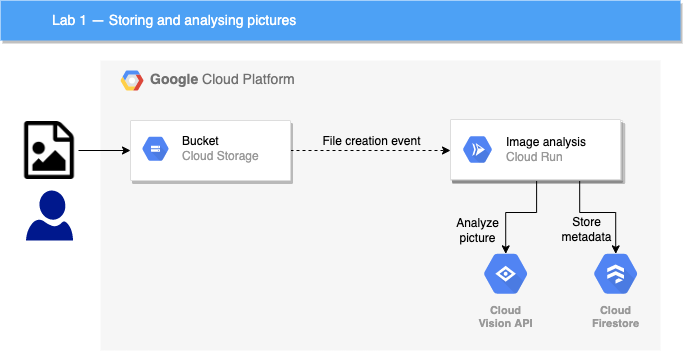 Lab 1 — Storing and analysing pictures
Google Cloud Platform
Bucket
Cloud Storage
File creation event
Image analysis
Cloud Run
Analyze
picture
Store
metadata
Cloud
Vision API
Cloud
Firestore